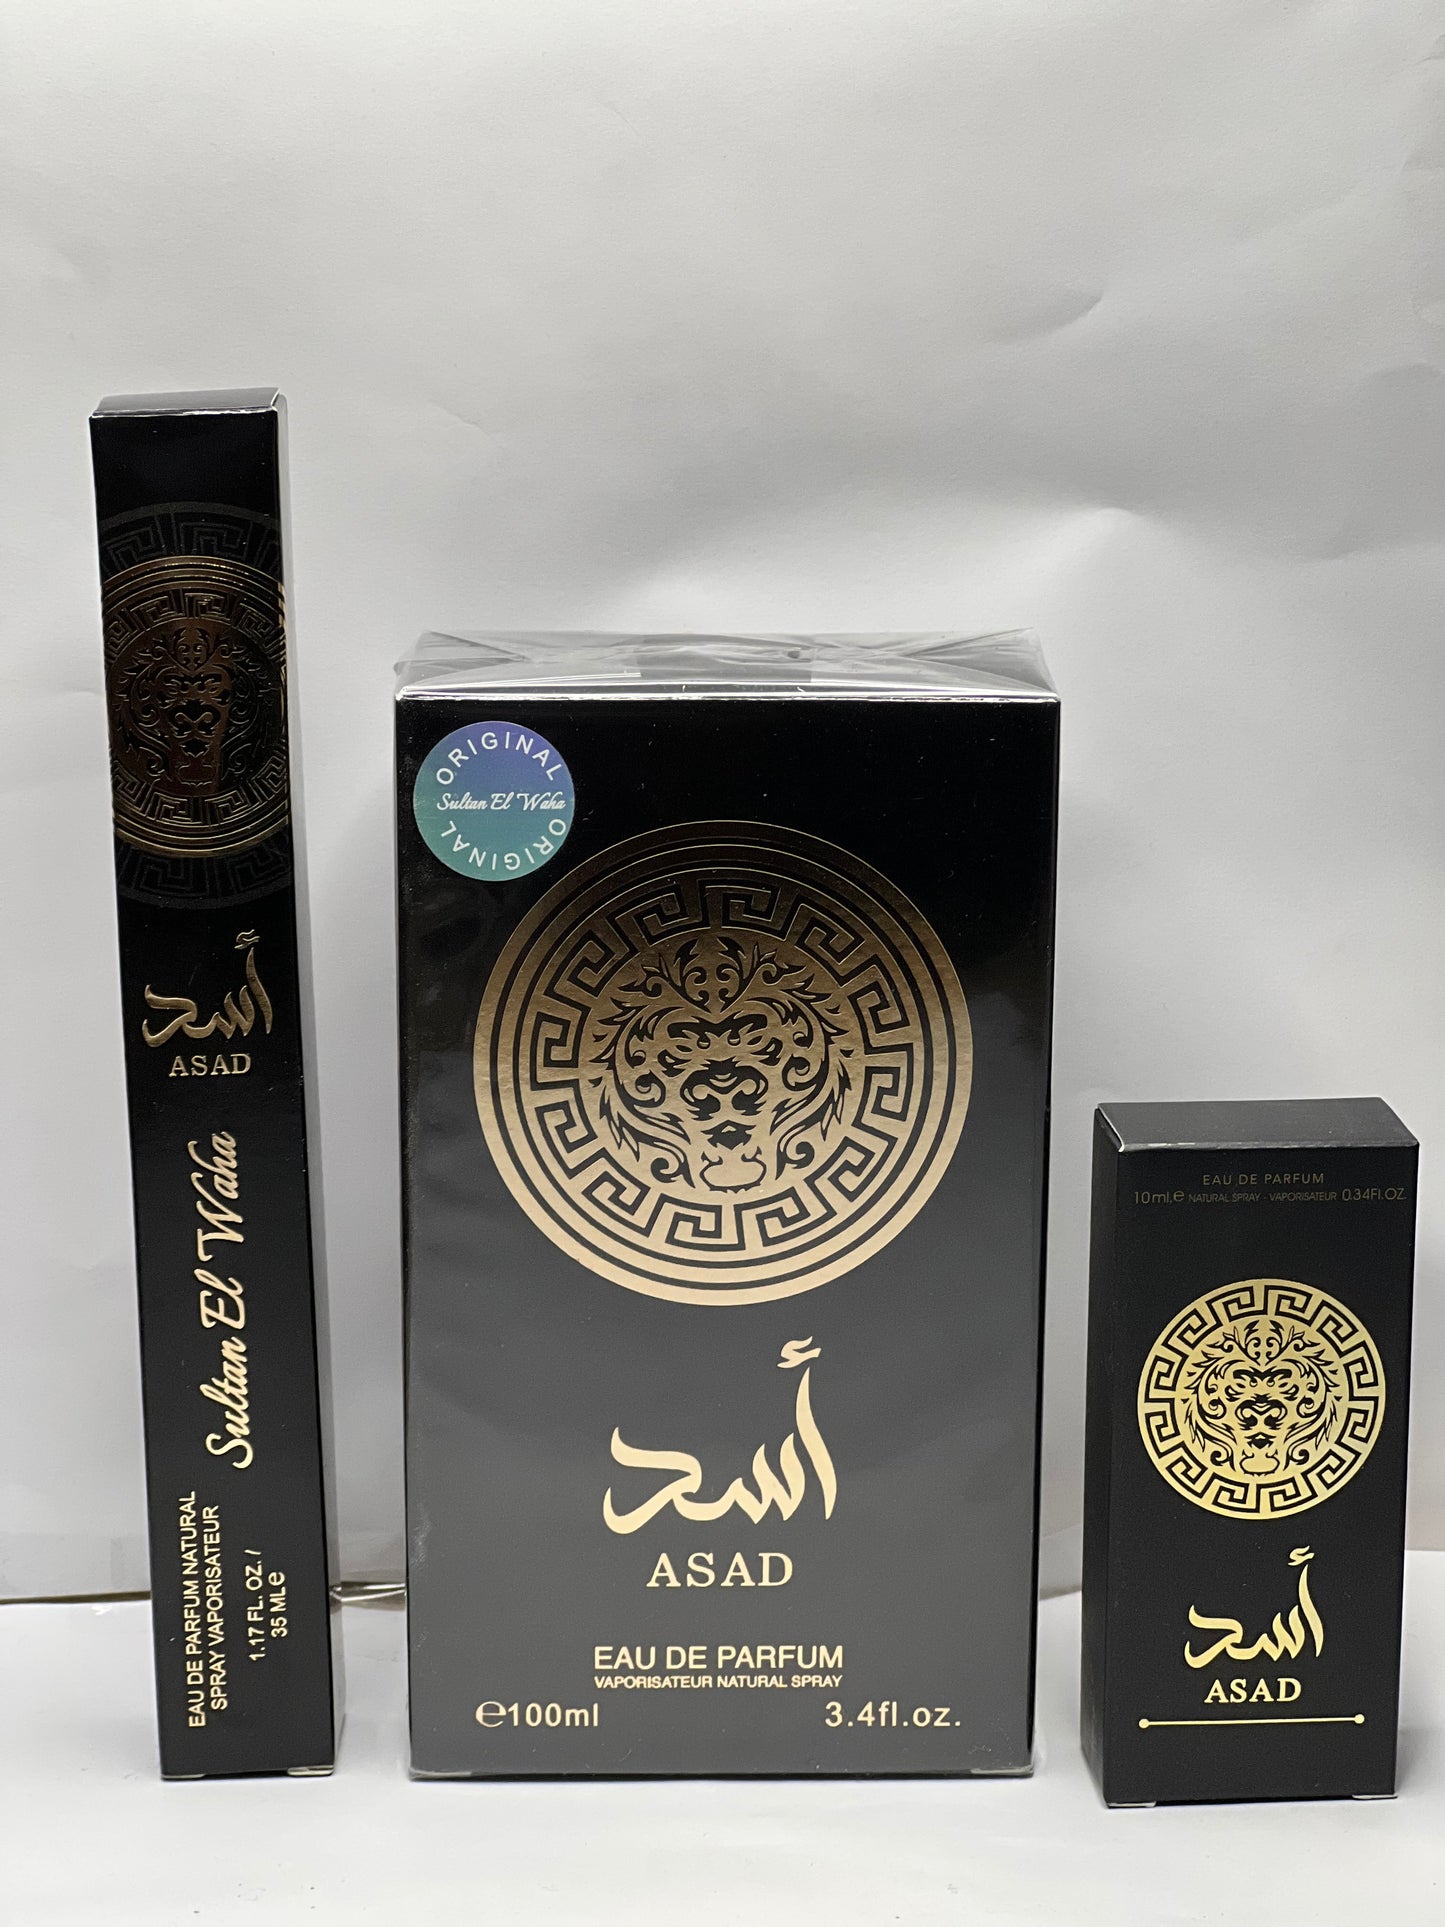 أسد
ASAD
Sultan El Waha
EAU DE PARFUM NATURAL
SPRAY VAPORISATEUR
1.17 FL. OZ. /
35 ML℮
ORIGINAL
Sultan El Waha
ORIGINAL
أسد
ASAD
EAU DE PARFUM
VAPORISATEUR NATURAL SPRAY
℮100ml 3.4fl.oz.
EAU DE PARFUM
10ml,℮ NATURAL SPRAY - VAPORISATEUR 0.34Fl.OZ.
أسد
ASAD